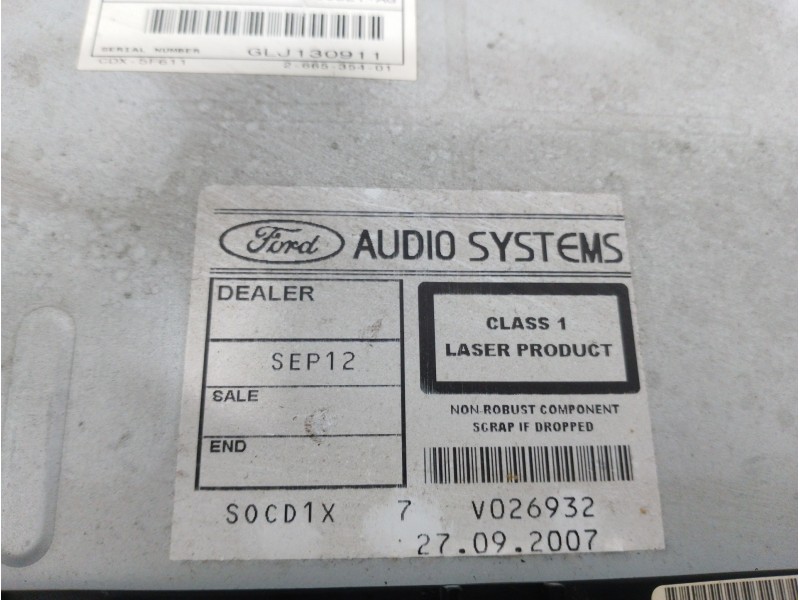 SERIAL NUMBER GLJ130911
CDX-5F611 2-665-354-01
Ford AUDIO SYSTEMS
DEALER
SEP12
SALE
END
CLASS 1
LASER PRODUCT
NON-ROBUST COMPONENT
SCRAP IF DROPPED
SOCD1X 7 V026932
27.09.2007